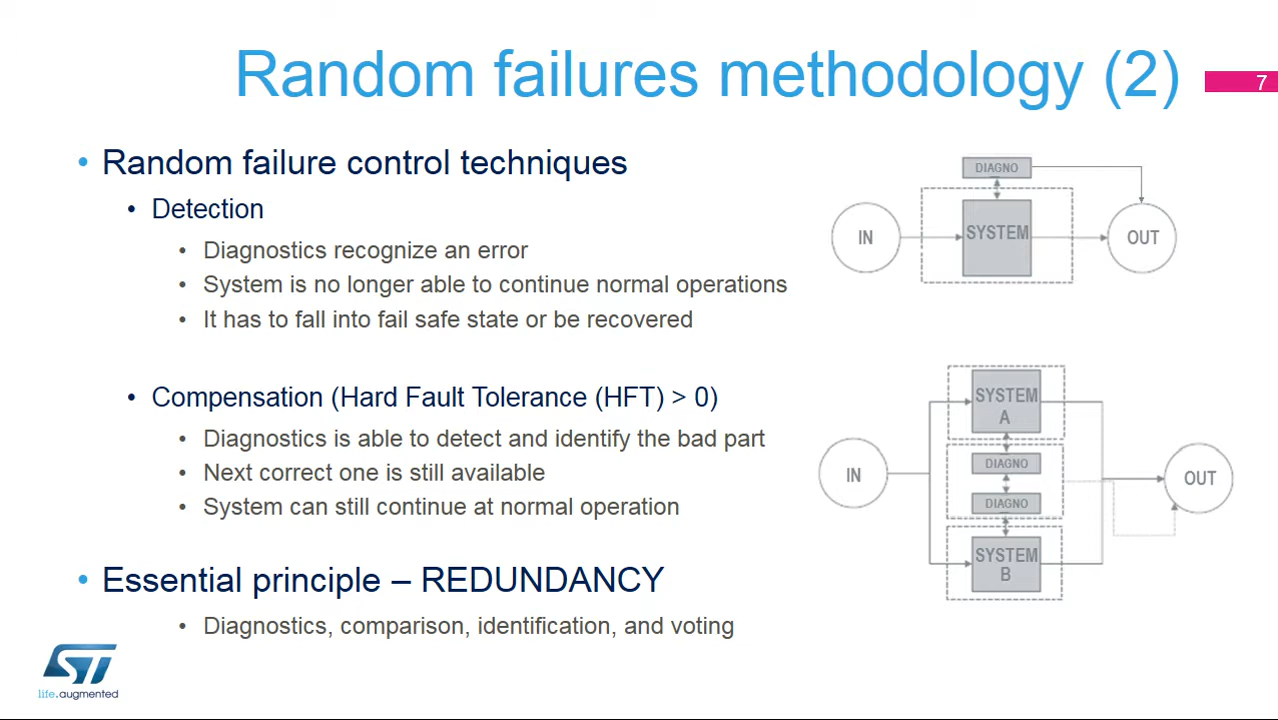 Random failures methodology (2)
7
• Random failure control techniques
• Detection
• Diagnostics recognize an error
• System is no longer able to continue normal operations
• It has to fall into fail safe state or be recovered
• Compensation (Hard Fault Tolerance (HFT) > 0)
• Diagnostics is able to detect and identify the bad part
• Next correct one is still available
• System can still continue at normal operation
• Essential principle – REDUNDANCY
• Diagnostics, comparison, identification, and voting
DIAGNO
IN
SYSTEM
OUT
SYSTEM
A
DIAGNO
IN
OUT
DIAGNO
SYSTEM
B
ST
life.augmented